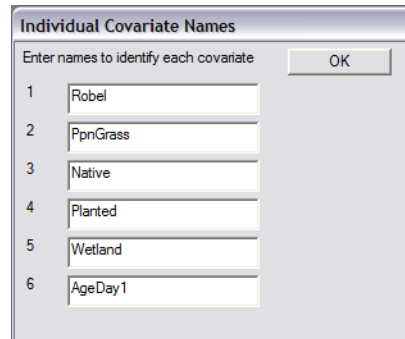 Individual Covariate Names
Enter names to identify each covariate OK
1 Robel
2 PpnGrass
3 Native
4 Planted
5 Wetland
6 AgeDay1